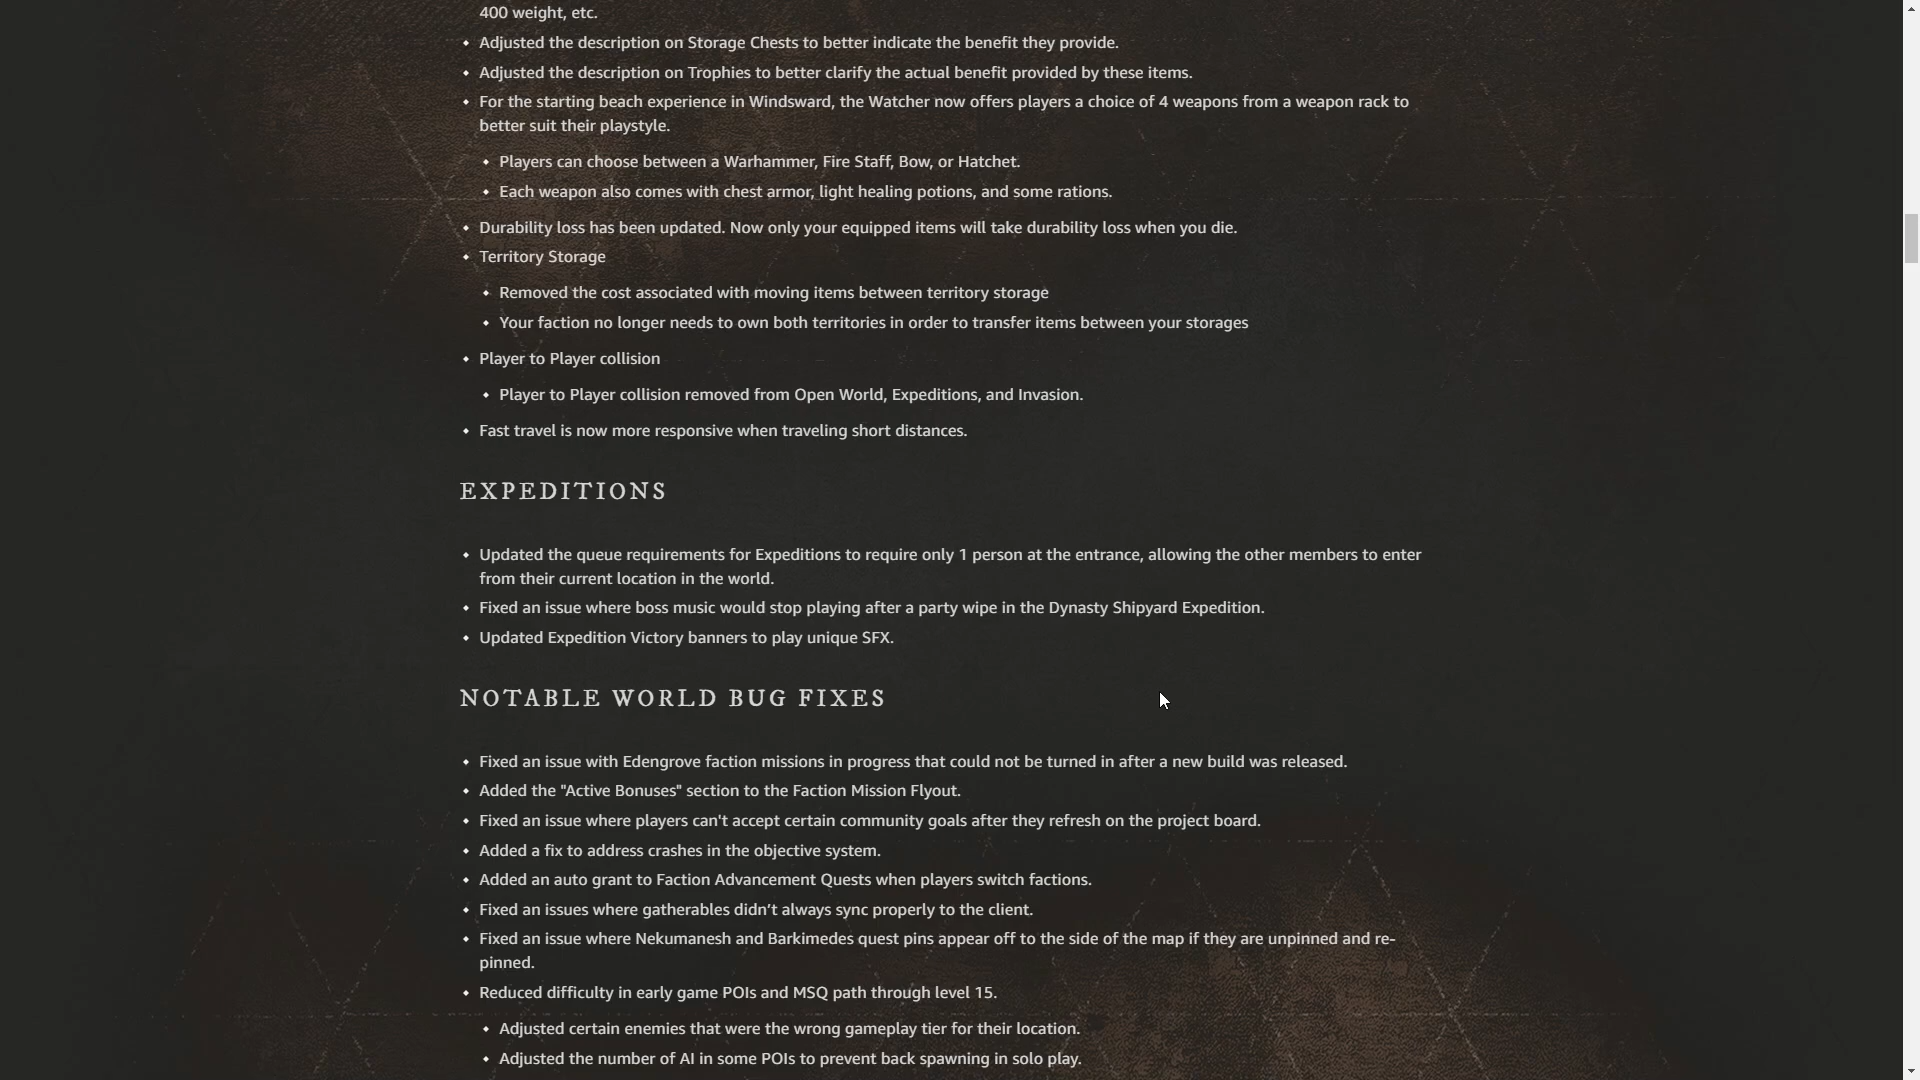 400 weight, etc.
Adjusted the description on Storage Chests to better indicate the benefit they provide.
Adjusted the description on Trophies to better clarify the actual benefit provided by these items.
For the starting beach experience in Windsward, the Watcher now offers players a choice of 4 weapons from a weapon rack to
better suit their playstyle.
Players can choose between a Warhammer, Fire Staff, Bow, or Hatchet.
Each weapon also comes with chest armor, light healing potions, and some rations.
Durability loss has been updated. Now only your equipped items will take durability loss when you die.
Territory Storage
Removed the cost associated with moving items between territory storage
Your faction no longer needs to own both territories in order to transfer items between your storages
Player to Player collision
Player to Player collision removed from Open World, Expeditions, and Invasion.
Fast travel is now more responsive when traveling short distances.
EXPEDITIONS
Updated the queue requirements for Expeditions to require only 1 person at the entrance, allowing the other members to enter
from their current location in the world.
Fixed an issue where boss music would stop playing after a party wipe in the Dynasty Shipyard Expedition.
Updated Expedition Victory banners to play unique SFX.
NOTABLE WORLD BUG FIXES
Fixed an issue with Edengrove faction missions in progress that could not be turned in after a new build was released.
Added the "Active Bonuses" section to the Faction Mission Flyout.
Fixed an issue where players can't accept certain community goals after they refresh on the project board.
Added a fix to address crashes in the objective system.
Added an auto grant to Faction Advancement Quests when players switch factions.
Fixed an issues where gatherables didn’t always sync properly to the client.
Fixed an issue where Nekumanesh and Barkimedes quest pins appear off to the side of the map if they are unpinned and re-
pinned.
Reduced difficulty in early game POIs and MSQ path through level 15.
Adjusted certain enemies that were the wrong gameplay tier for their location.
Adjusted the number of AI in some POIs to prevent back spawning in solo play.